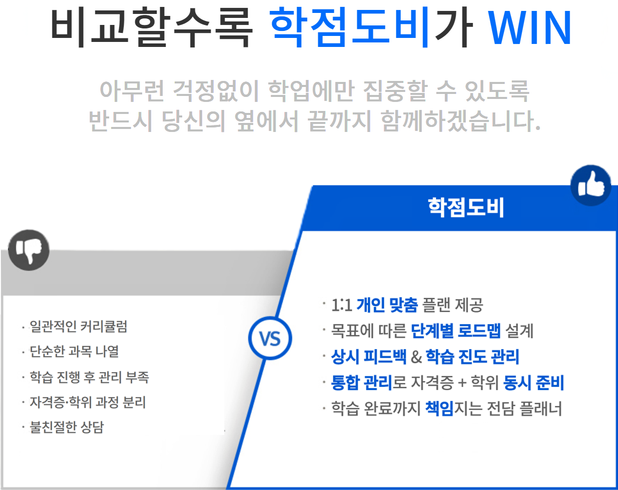 비교할수록 학점도비가 WIN
아무런 걱정없이 학업에만 집중할 수 있도록
반드시 당신의 옆에서 끝까지 함께하겠습니다.
학점도비
· 일관적인 커리큘럼
· 단순한 과목 나열
· 학습 진행 후 관리 부족
· 자격증·학위 과정 분리
· 불친절한 상담
VS
· 1:1 개인 맞춤 플랜 제공
· 목표에 따른 단계별 로드맵 설계
· 상시 피드백 & 학습 진도 관리
· 통합 관리로 자격증 + 학위 동시 준비
· 학습 완료까지 책임지는 전담 플래너